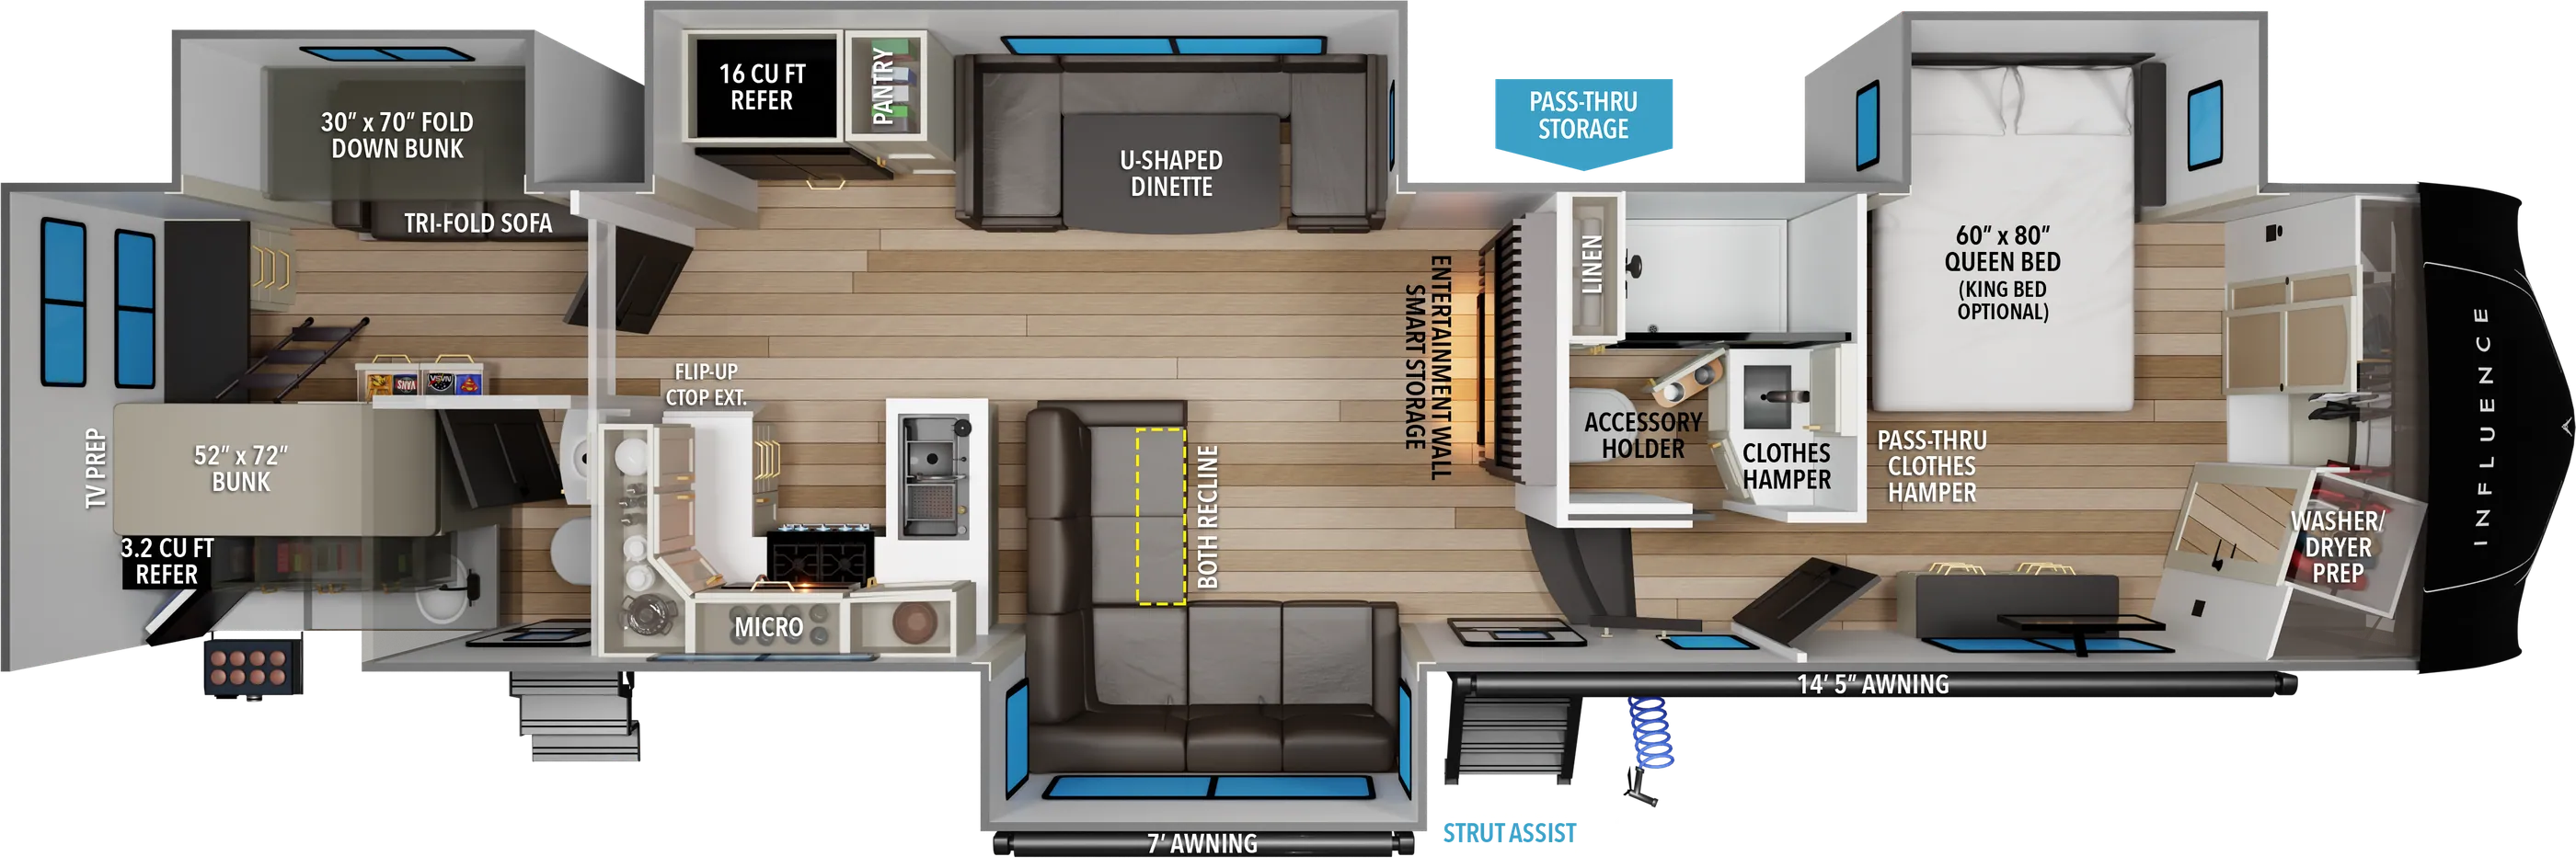 30″ x 70″ FOLD
DOWN BUNK
TRI-FOLD SOFA
16 CU FT
REFER
PANTRY
U-SHAPED
DINETTE
PASS-THRU
STORAGE
LINEN
60″ x 80″
QUEEN BED
(KING BED
OPTIONAL)
INFLUENCE
ENTERTAINMENT WALL
SMART STORAGE
FLIP-UP
CTOP EXT.
TV PREP
52″ x 72″
BUNK
3.2 CU FT
REFER
MICRO
BOTH RECLINE
ACCESSORY
HOLDER
CLOTHES
HAMPER
PASS-THRU
CLOTHES
HAMPER
WASHER/
DRYER
PREP
14′ 5″ AWNING
7′ AWNING
STRUT ASSIST